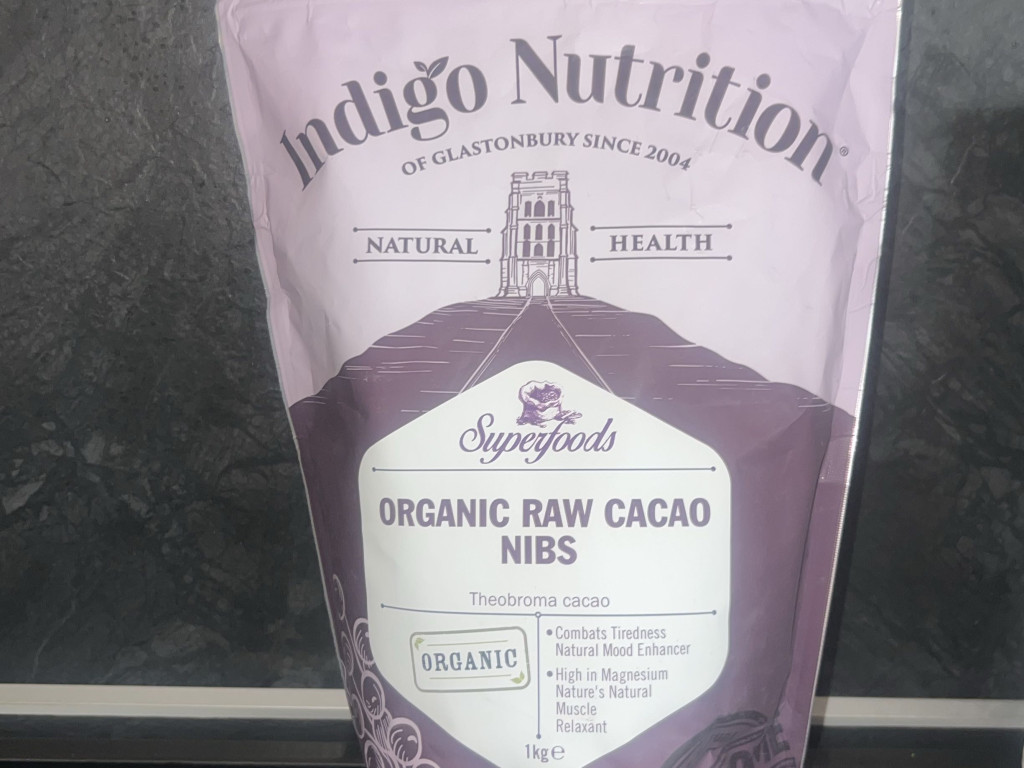 Indigo Nutrition®
OF GLASTONBURY SINCE 2004
NATURAL HEALTH
Superfoods
ORGANIC RAW CACAO
NIBS
Theobroma cacao
ORGANIC
• Combats Tiredness
Natural Mood Enhancer
• High in Magnesium
Nature's Natural
Muscle
Relaxant
1kg℮